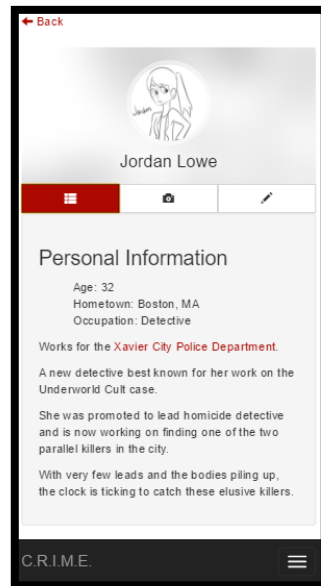 Back
Jordan
Jordan Lowe
Personal Information
Age: 32
Hometown: Boston, MA
Occupation: Detective
Works for the Xavier City Police Department.
A new detective best known for her work on the
Underworld Cult case.
She was promoted to lead homicide detective
and is now working on finding one of the two
parallel killers in the city.
With very few leads and the bodies piling up,
the clock is ticking to catch these elusive killers.
C.R.I.M.E.